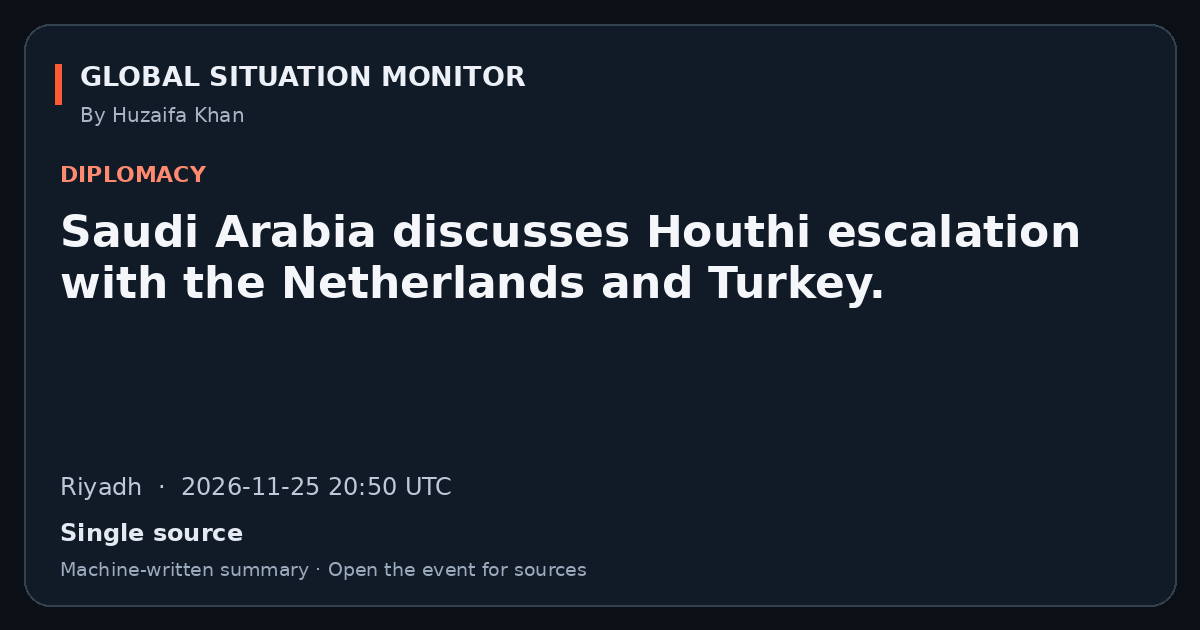 GLOBAL SITUATION MONITOR
By Huzaifa Khan
DIPLOMACY
Saudi Arabia discusses Houthi escalation
with the Netherlands and Turkey.
Riyadh · 2026-11-25 20:50 UTC
Single source
Machine-written summary · Open the event for sources